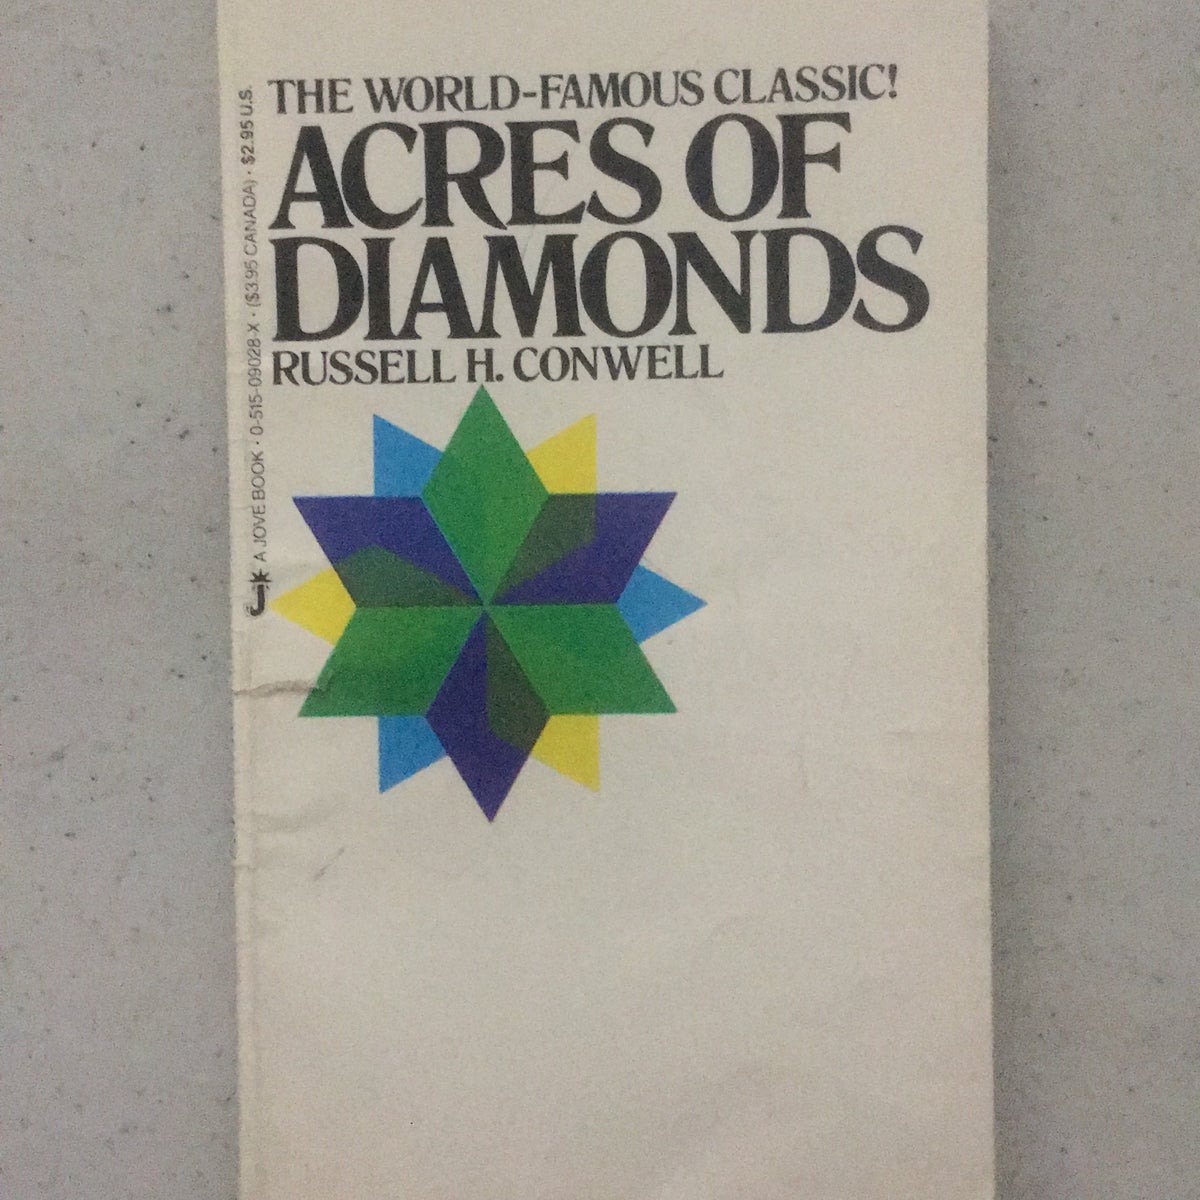 THE WORLD-FAMOUS CLASSIC!
ACRES OF
DIAMONDS
RUSSELL H. CONWELL
A JOVE BOOK · 0-515-09028-X · ($3.95 CANADA) · $2.95 U.S.